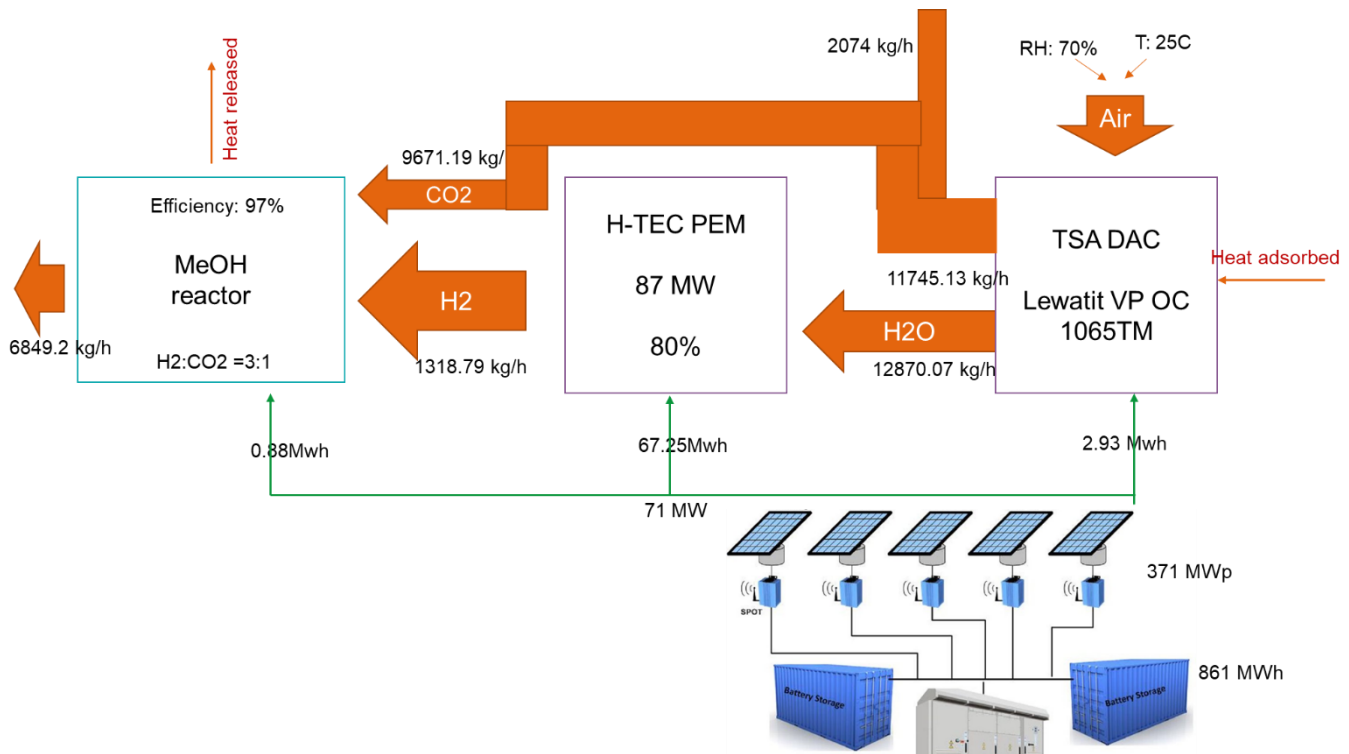 2074 kg/h
RH: 70%
T: 25C
Air
Heat released
9671.19 kg/
CO2
Efficiency: 97%
MeOH
reactor
H2:CO2 =3:1
H-TEC PEM
87 MW
80%
TSA DAC
Lewatit VP OC
1065TM
Heat adsorbed
11745.13 kg/h
H2
H2O
6849.2 kg/h
1318.79 kg/h
12870.07 kg/h
0.88Mwh
67.25Mwh
2.93 Mwh
71 MW
371 MWp
SPOT
861 MWh
Battery Storage
Battery Storage